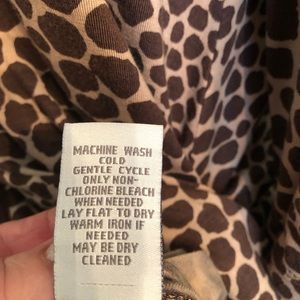 MACHINE WASH
COLD
GENTLE CYCLE
ONLY NON-
CHLORINE BLEACH
WHEN NEEDED
LAY FLAT TO DRY
WARM IRON IF
NEEDED
MAY BE DRY
CLEANED